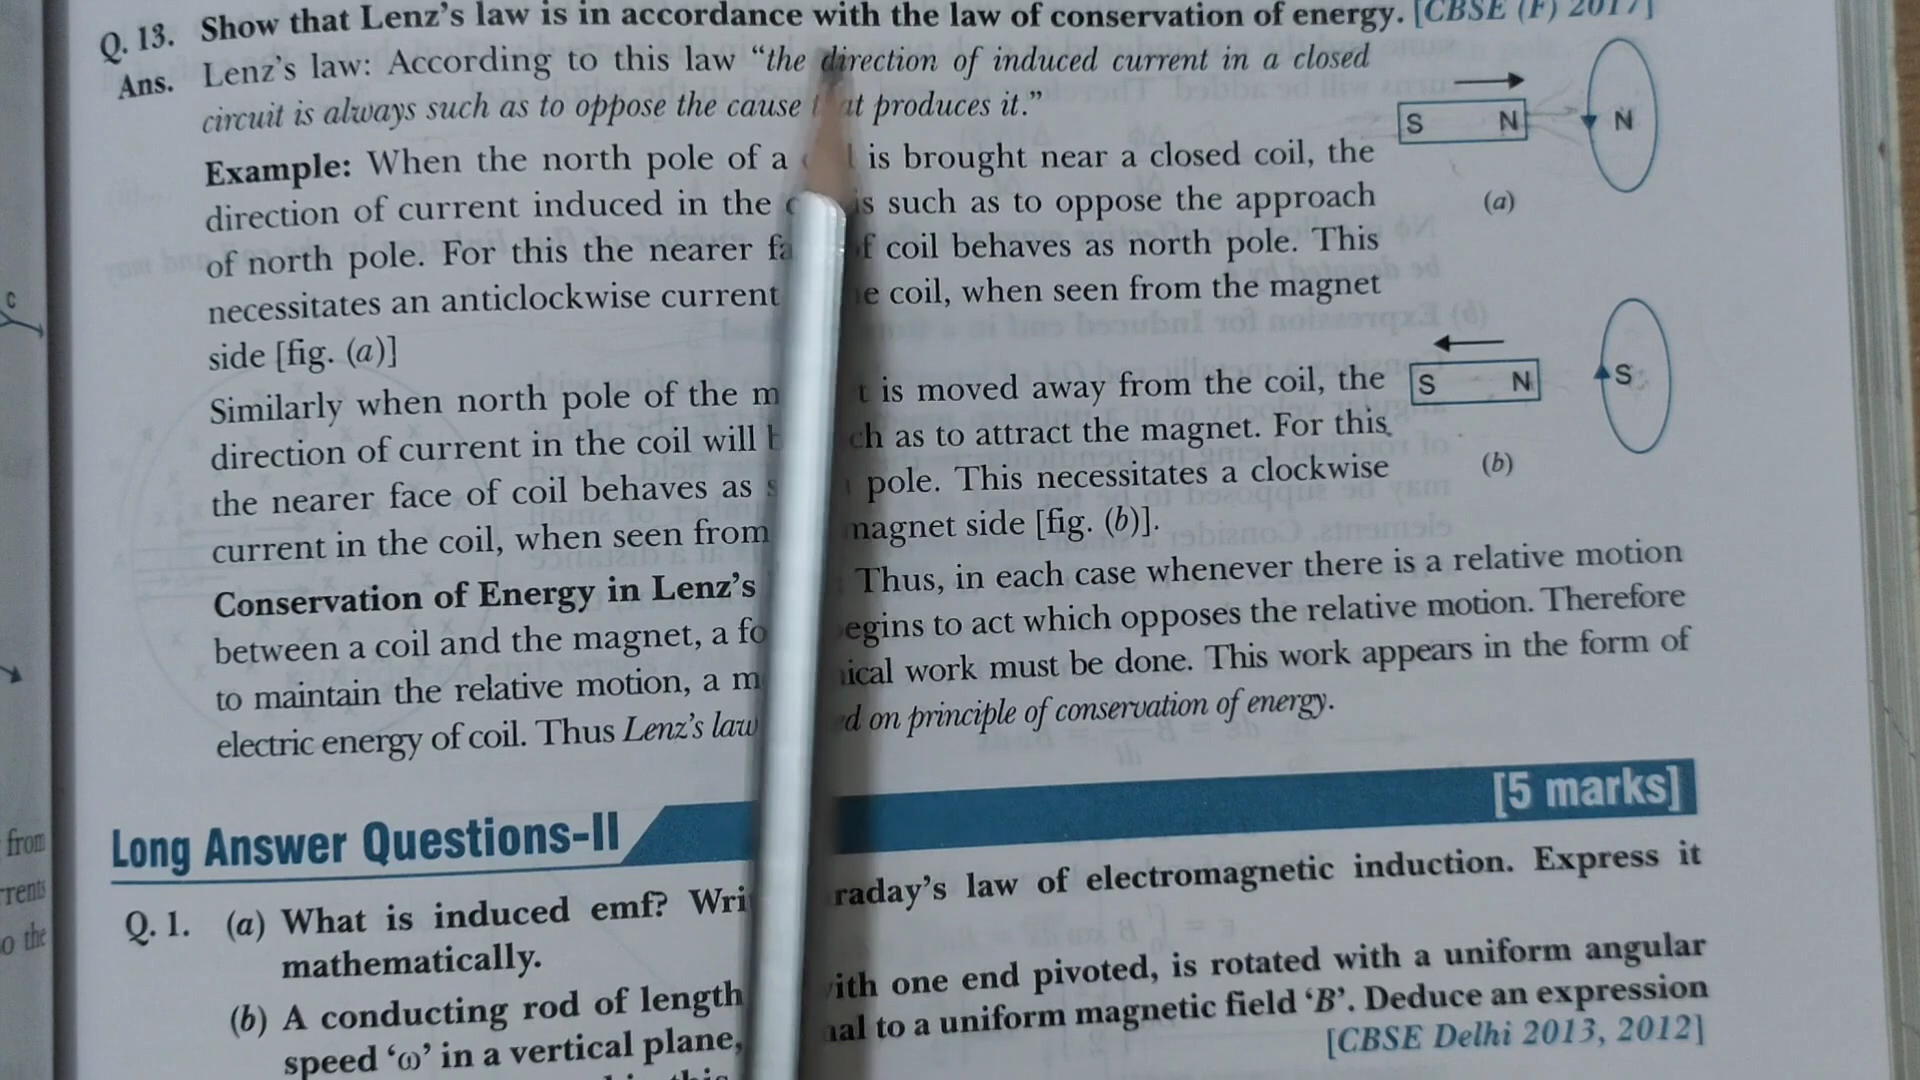 Q. 13. Show that Lenz's law is in accordance with the law of conservation of energy. [CBSE (F) 2017]
Ans. Lenz's law: According to this law "the direction of induced current in a closed
circuit is always such as to oppose the cause produces it."
Example: When the north pole of a is brought near a closed coil, the
direction of current induced in the is such as to oppose the approach
of north pole. For this the nearer coil behaves as north pole. This
necessitates an anticlockwise current coil, when seen from the magnet
side [fig. (a)]
Similarly when north pole of the is moved away from the coil, the
direction of current in the coil will as to attract the magnet. For this,
the nearer face of coil behaves as pole. This necessitates a clockwise
current in the coil, when seen from magnet side [fig. (b)].
Conservation of Energy in Lenz's Thus, in each case whenever there is a relative motion
between a coil and the magnet, a to act which opposes the relative motion. Therefore
to maintain the relative motion, a work must be done. This work appears in the form of
electric energy of coil. Thus Lenz's law on principle of conservation of energy.
S N N
(a)
S N S
(b)
Long Answer Questions-II [5 marks]
Q. 1. (a) What is induced emf? law of electromagnetic induction. Express it
mathematically.
(b) A conducting rod of length one end pivoted, is rotated with a uniform angular
speed 'ω' in a vertical plane, to a uniform magnetic field 'B'. Deduce an expression
[CBSE Delhi 2013, 2012]
C
from
the